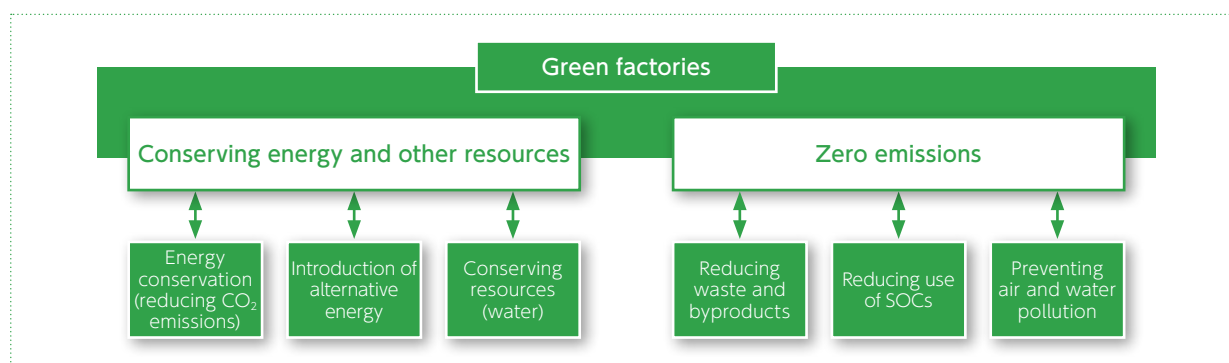 Green factories
Conserving energy and other resources
Zero emissions
Energy
conservation
(reducing CO₂
emissions)
Introduction of
alternative
energy
Conserving
resources
(water)
Reducing
waste and
byproducts
Reducing use
of SOCs
Preventing
air and water
pollution